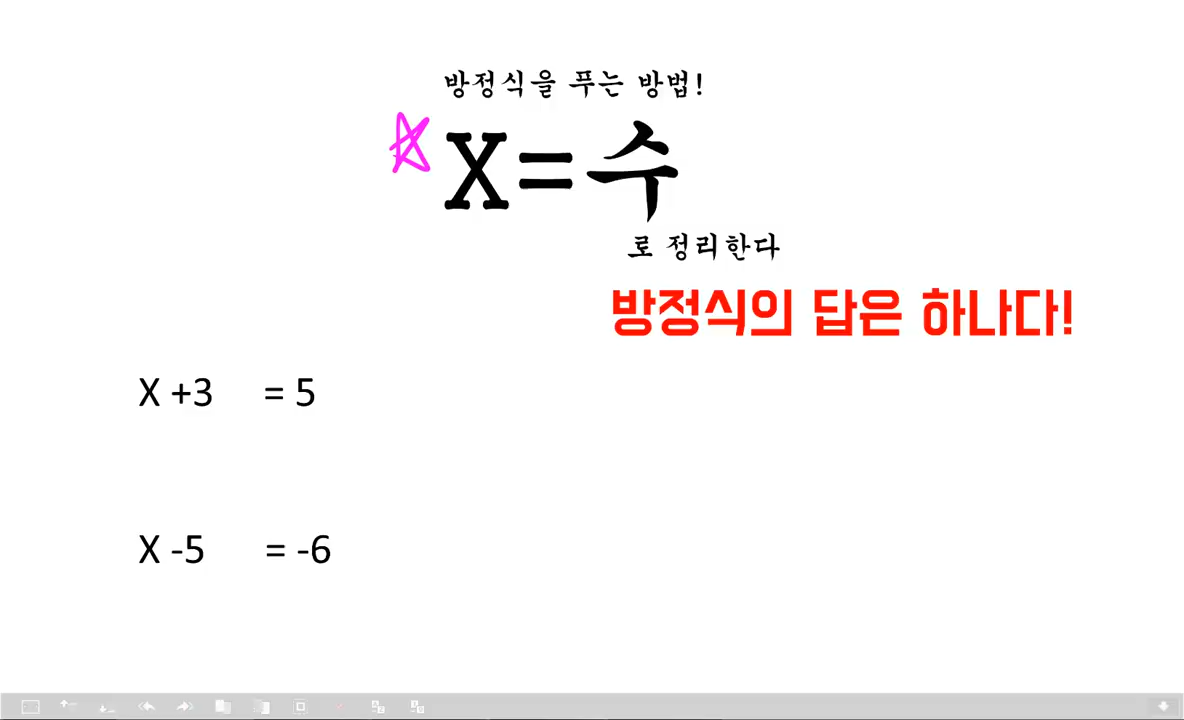 방정식을 푸는 방법!
X=수
로 정리한다
방정식의 답은 하나다!
X +3 = 5
X -5 = -6